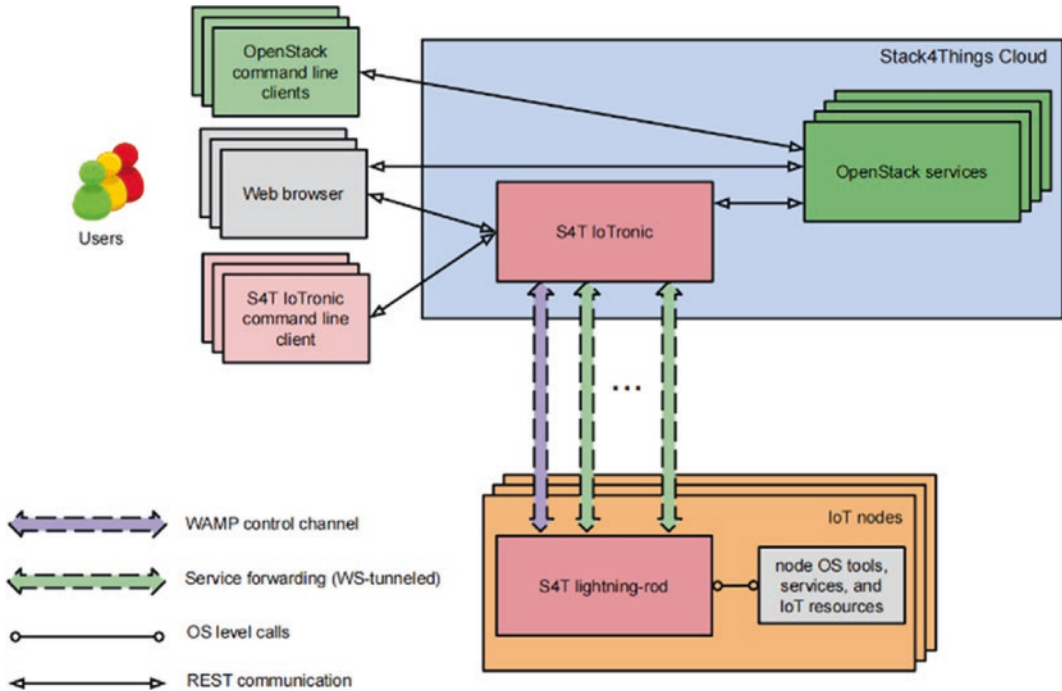 OpenStack
command line
clients
Stack4Things Cloud
Web browser
OpenStack services
Users
S4T IoTronic
S4T IoTronic
command line
client
...
WAMP control channel
IoT nodes
Service forwarding (WS-tunneled)
S4T lightning-rod
node OS tools,
services, and
IoT resources
OS level calls
REST communication